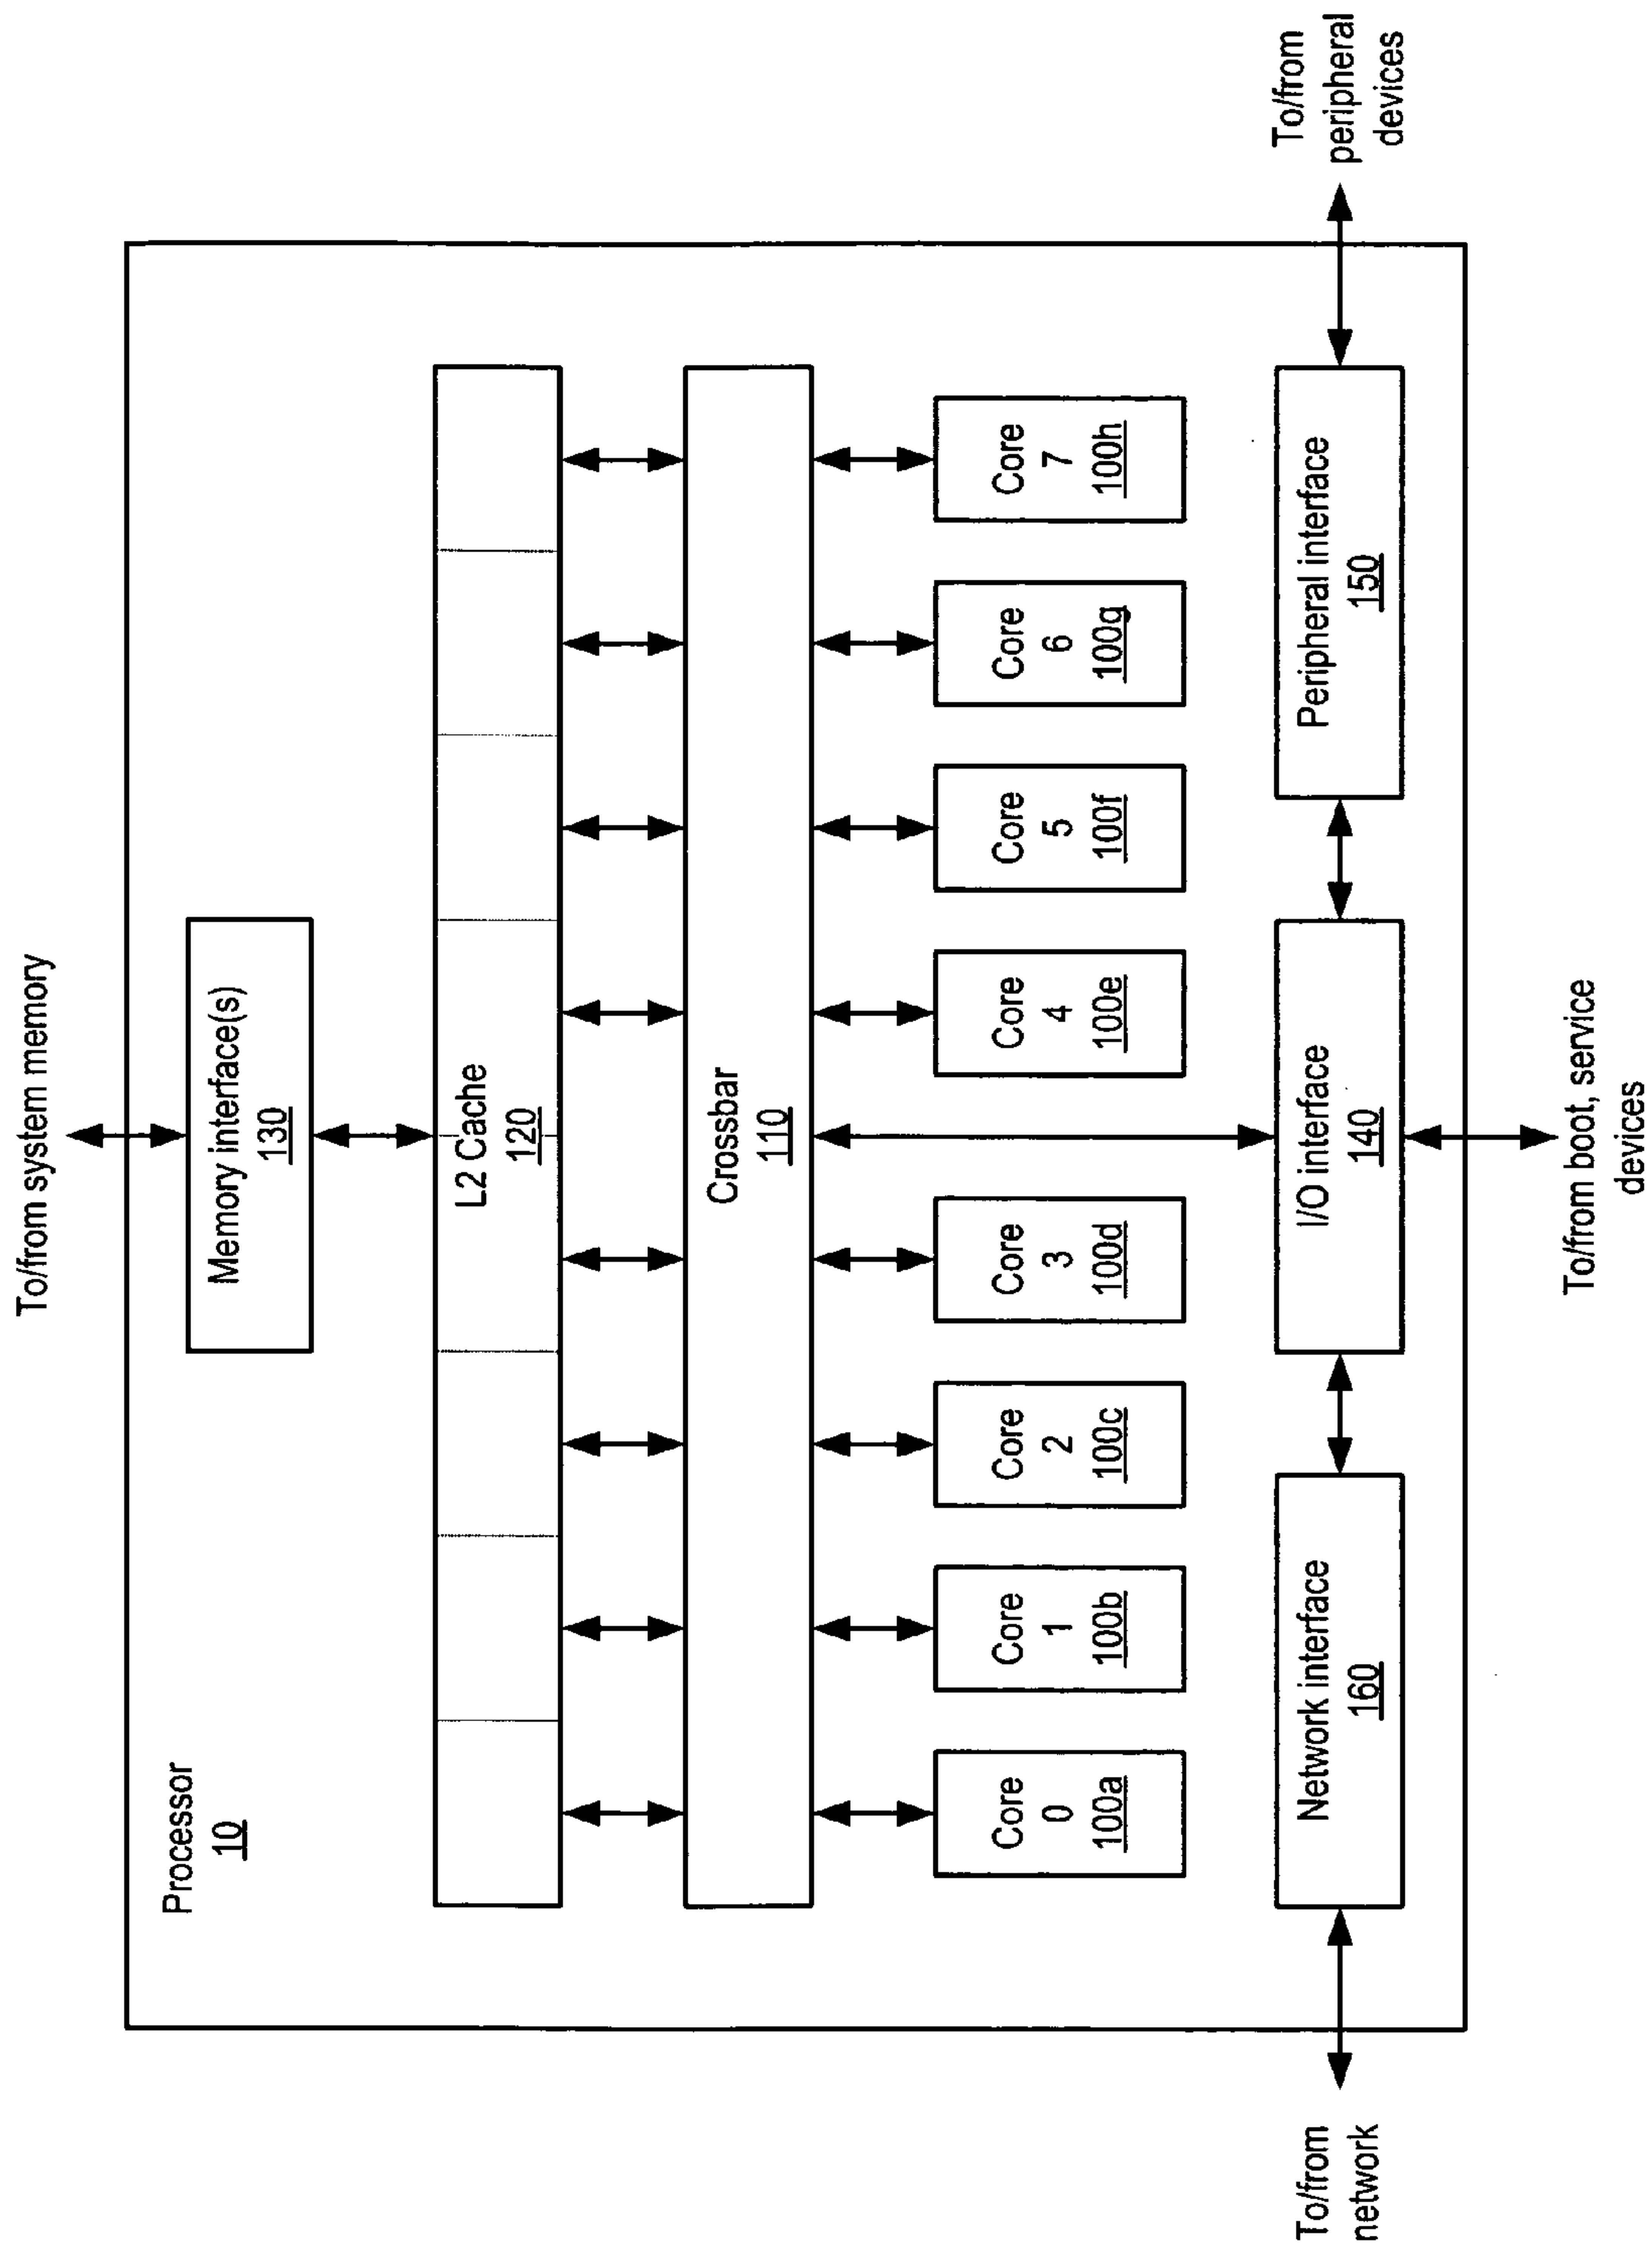 To/from system memory
Processor
10
Memory interface(s)
130
L2 Cache
120
Crossbar
110
Core
0
100a
Core
1
100b
Core
2
100c
Core
3
100d
Core
4
100e
Core
5
100f
Core
6
100g
Core
7
100h
To/from
network
Network interface
160
I/O interface
140
Peripheral interface
150
To/from
peripheral
devices
To/from boot, service
devices